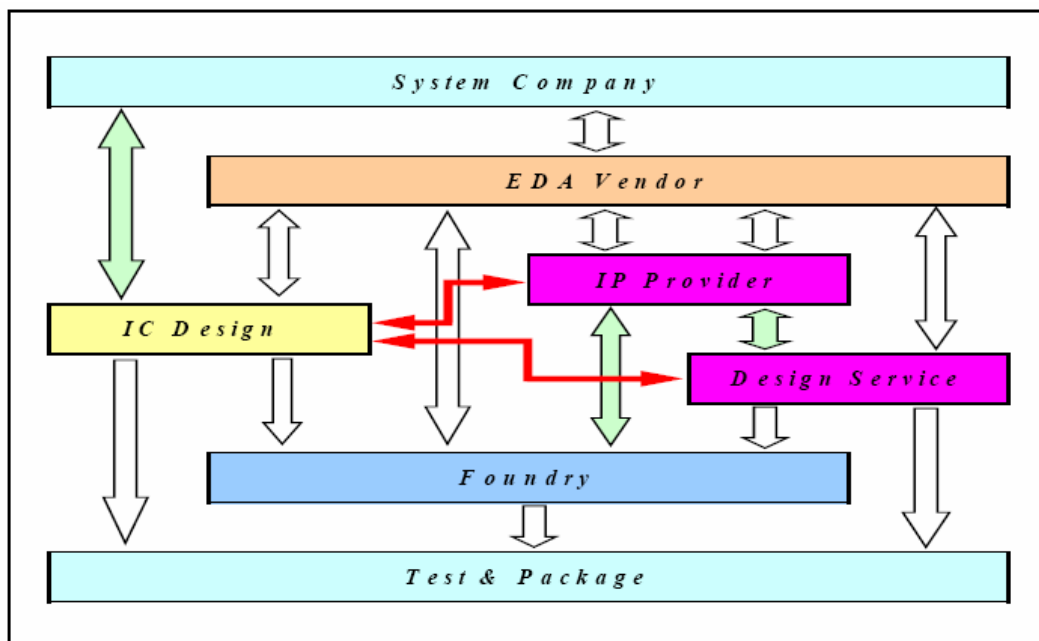 System Company
EDA Vendor
IP Provider
IC Design
Design Service
Foundry
Test & Package